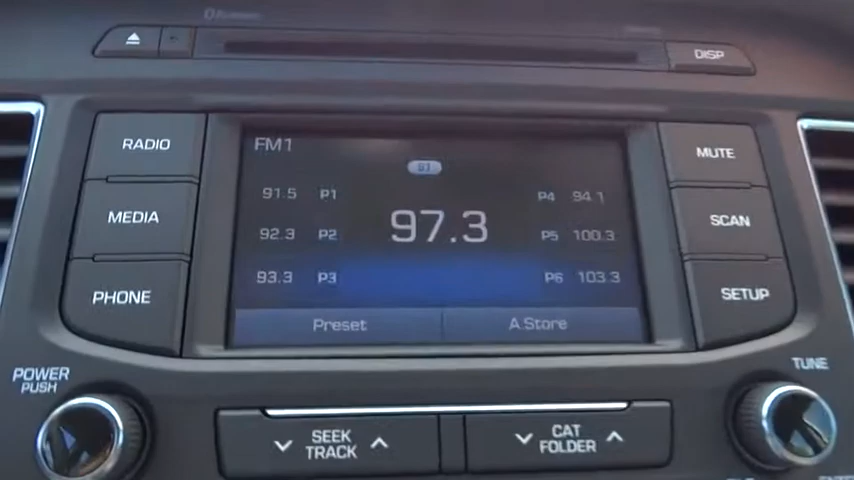 DISP
RADIO
MEDIA
PHONE
FM1
91.5 P1
92.3 P2
93.3 P3
97.3
P4 94.1
P5 100.3
P6 103.3
Preset
A.Store
MUTE
SCAN
SETUP
POWER
PUSH
SEEK
TRACK
CAT
FOLDER
TUNE